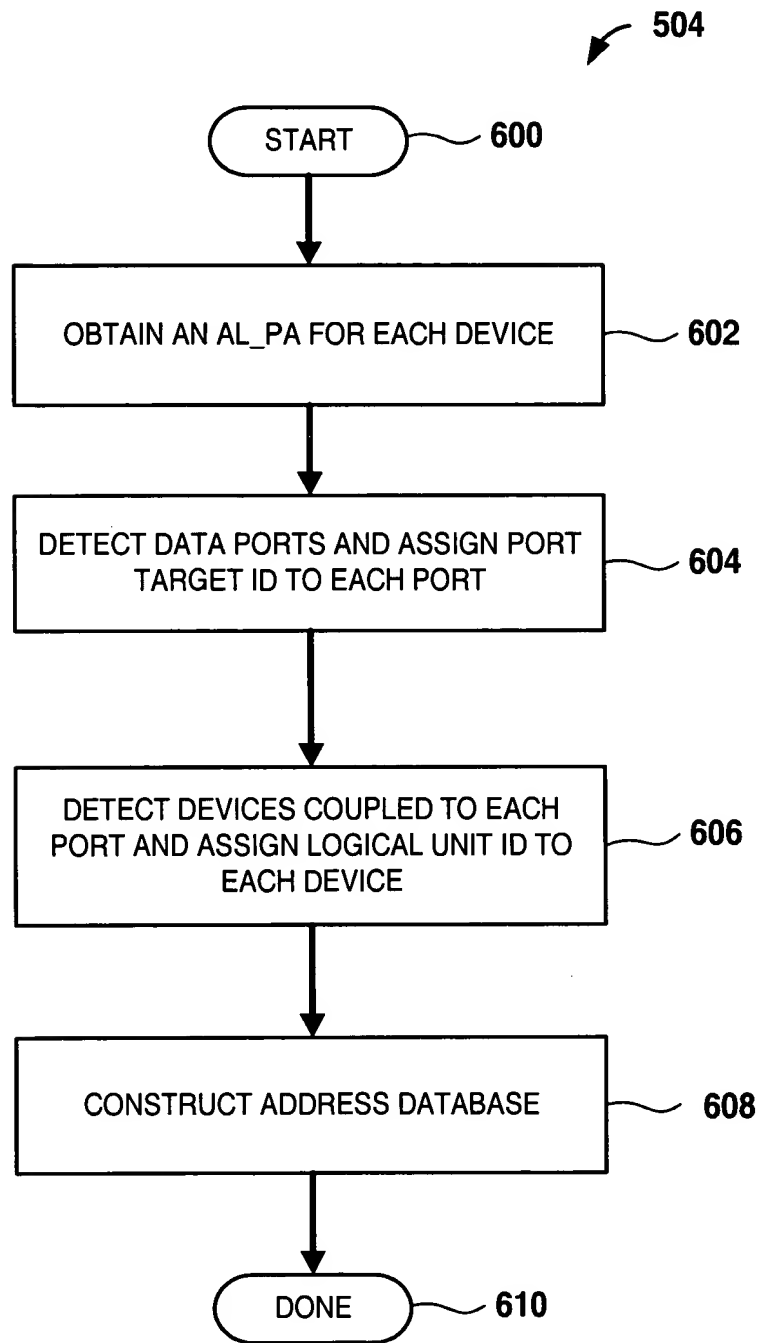 504
START
600
OBTAIN AN AL_PA FOR EACH DEVICE
602
DETECT DATA PORTS AND ASSIGN PORT
TARGET ID TO EACH PORT
604
DETECT DEVICES COUPLED TO EACH
PORT AND ASSIGN LOGICAL UNIT ID TO
EACH DEVICE
606
CONSTRUCT ADDRESS DATABASE
608
DONE
610